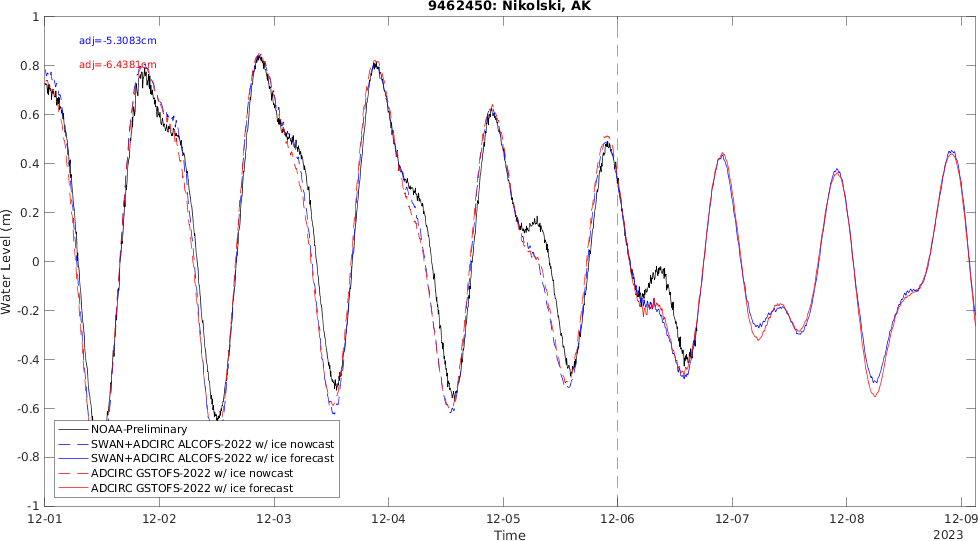 9462450: Nikolski, AK
1
adj=-5.3083cm
adj=-6.4381cm
0.8
0.6
0.4
0.2
0
-0.2
-0.4
-0.6
-0.8
-1
Water Level (m)
NOAA-Preliminary
SWAN+ADCIRC ALCOFS-2022 w/ ice nowcast
SWAN+ADCIRC ALCOFS-2022 w/ ice forecast
ADCIRC GSTOFS-2022 w/ ice nowcast
ADCIRC GSTOFS-2022 w/ ice forecast
12-01 12-02 12-03 12-04 12-05 12-06 12-07 12-08 12-09
Time
2023